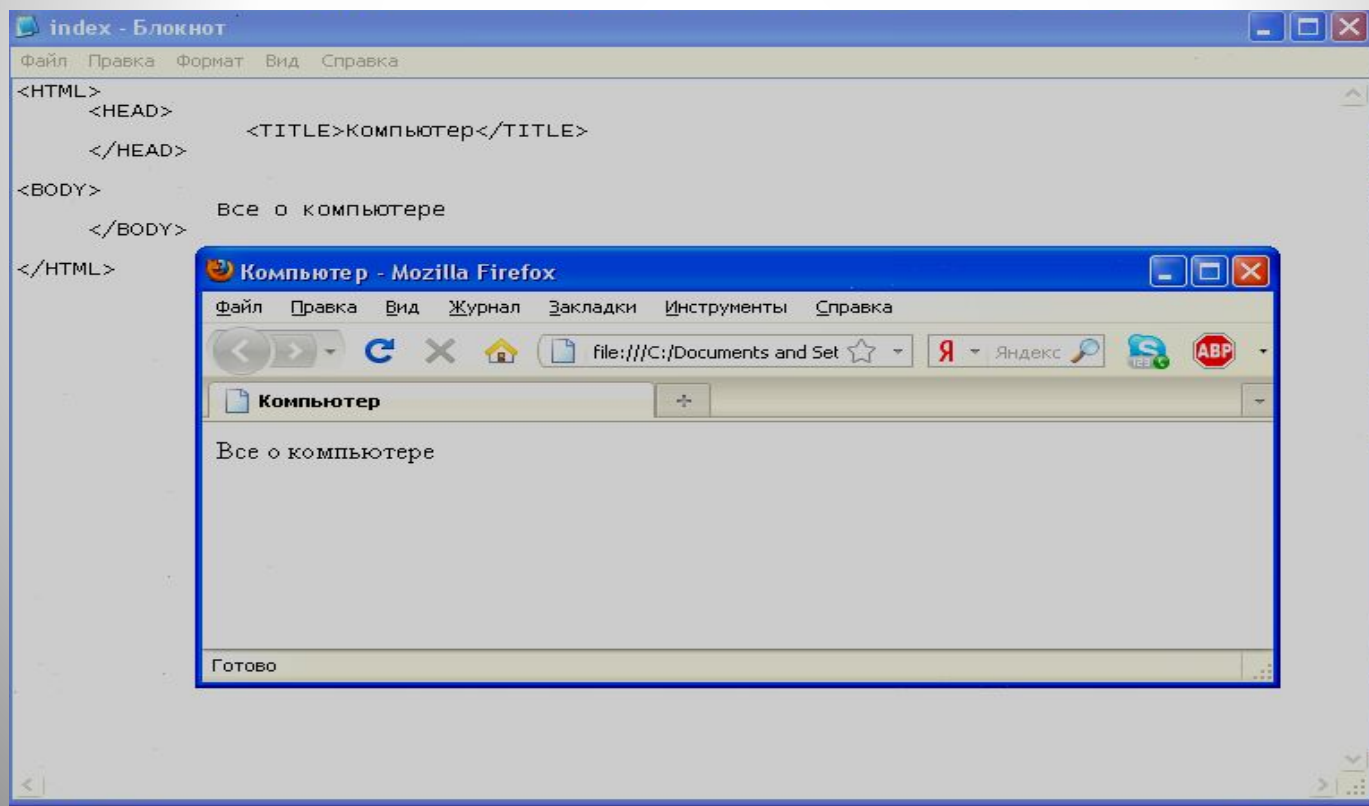 index - Блокнот
Файл Правка Формат Вид Справка
<HTML>
<HEAD>
<TITLE>Компьютер</TITLE>
</HEAD>
<BODY>
Все о компьютере
</BODY>
</HTML>
Компьютер - Mozilla Firefox
Файл Правка Вид Журнал Закладки Инструменты Справка
file:///C:/Documents and Set Я Яндекс ABP
Компьютер
Все о компьютере
Готово